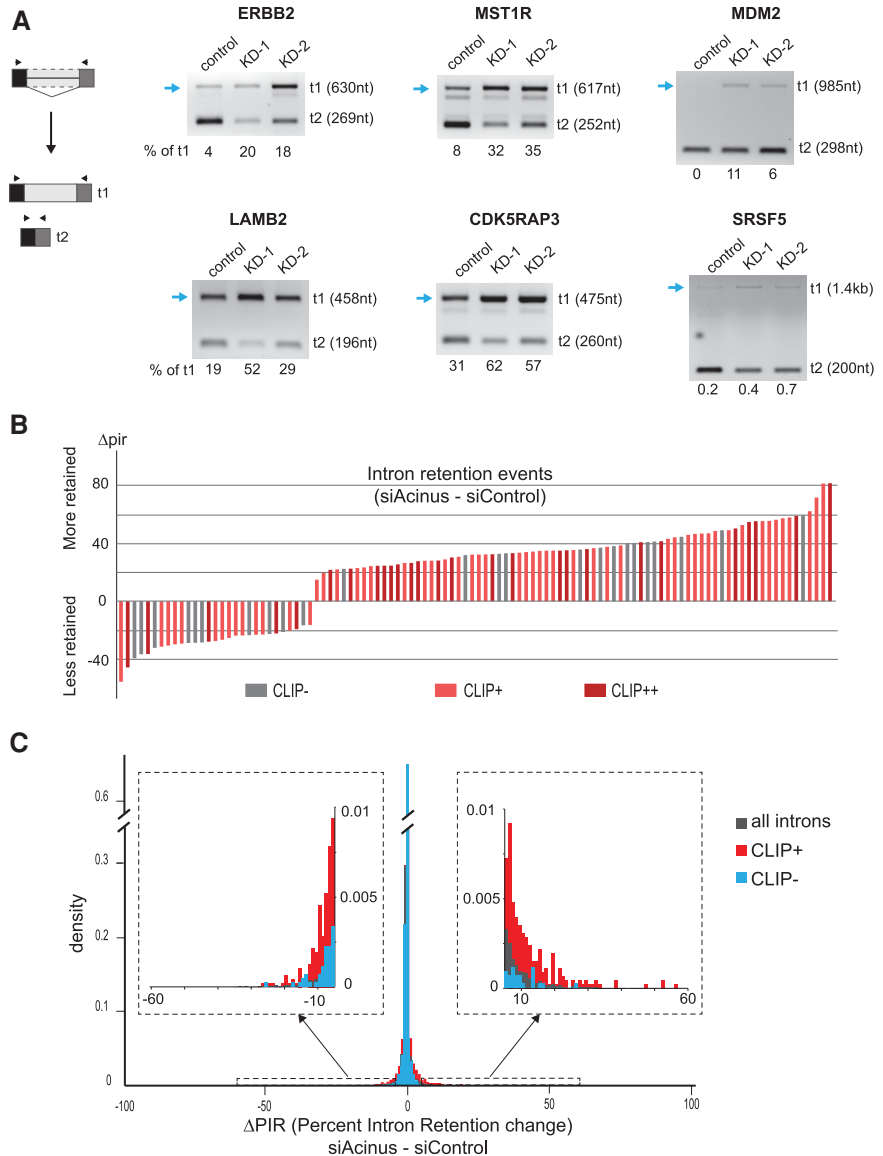 A
ERBB2
control KD-1 KD-2
t1 (630nt)
t2 (269nt)
% of t1 4 20 18
MST1R
control KD-1 KD-2
t1 (617nt)
t2 (252nt)
8 32 35
MDM2
control KD-1 KD-2
t1 (985nt)
t2 (298nt)
0 11 6
t1
t2
LAMB2
control KD-1 KD-2
t1 (458nt)
t2 (196nt)
% of t1 19 52 29
CDK5RAP3
control KD-1 KD-2
t1 (475nt)
t2 (260nt)
31 62 57
SRSF5
control KD-1 KD-2
t1 (1.4kb)
t2 (200nt)
0.2 0.4 0.7
B
Δpir
More retained
Less retained
80
40
0
-40
Intron retention events
(siAcinus - siControl)
CLIP- CLIP+ CLIP++
C
density
0.6
0.3
0.2
0.1
0
0.01
0.005
0
-60 -10
0.01
0.005
0
10 60
all introns
CLIP+
CLIP-
-100 -50 0 50 100
ΔPIR (Percent Intron Retention change)
siAcinus - siControl